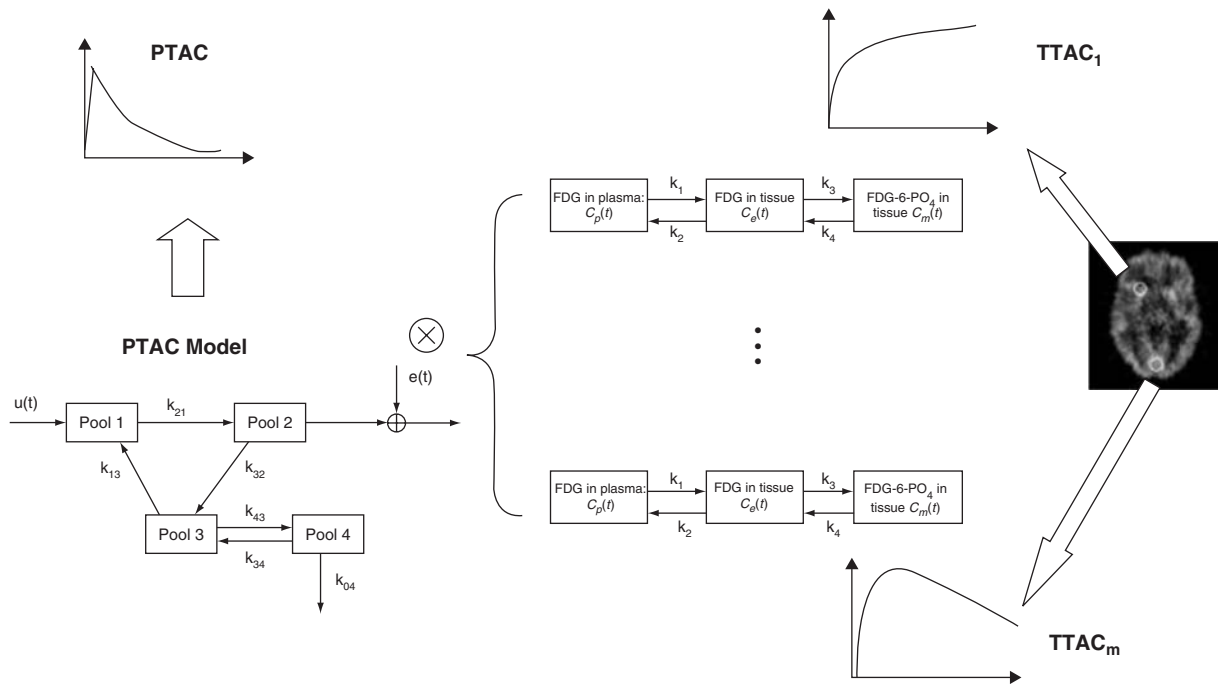 PTAC
TTAC₁
FDG in plasma:
Cₚ(t)
k₁
k₂
FDG in tissue
Cₑ(t)
k₃
k₄
FDG-6-PO₄ in
tissue Cₘ(t)
PTAC Model
e(t)
u(t)
Pool 1
k₂₁
Pool 2
k₁₃
k₃₂
Pool 3
k₄₃
k₃₄
Pool 4
k₀₄
FDG in plasma:
Cₚ(t)
k₁
k₂
FDG in tissue
Cₑ(t)
k₃
k₄
FDG-6-PO₄ in
tissue Cₘ(t)
TTACₘ